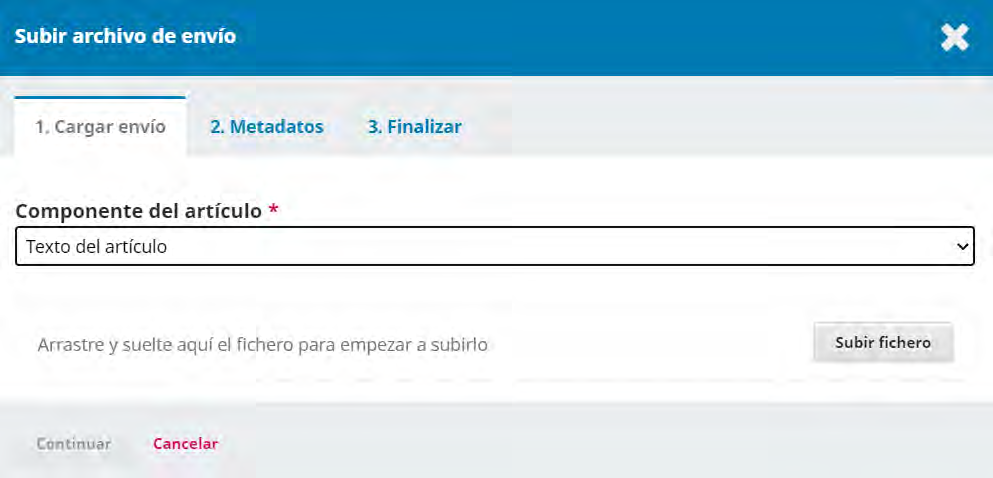 Subir archivo de envío
1. Cargar envío 2. Metadatos 3. Finalizar
Componente del artículo *
Texto del artículo
Arrastre y suelte aquí el fichero para empezar a subirlo
Subir fichero
Continuar Cancelar